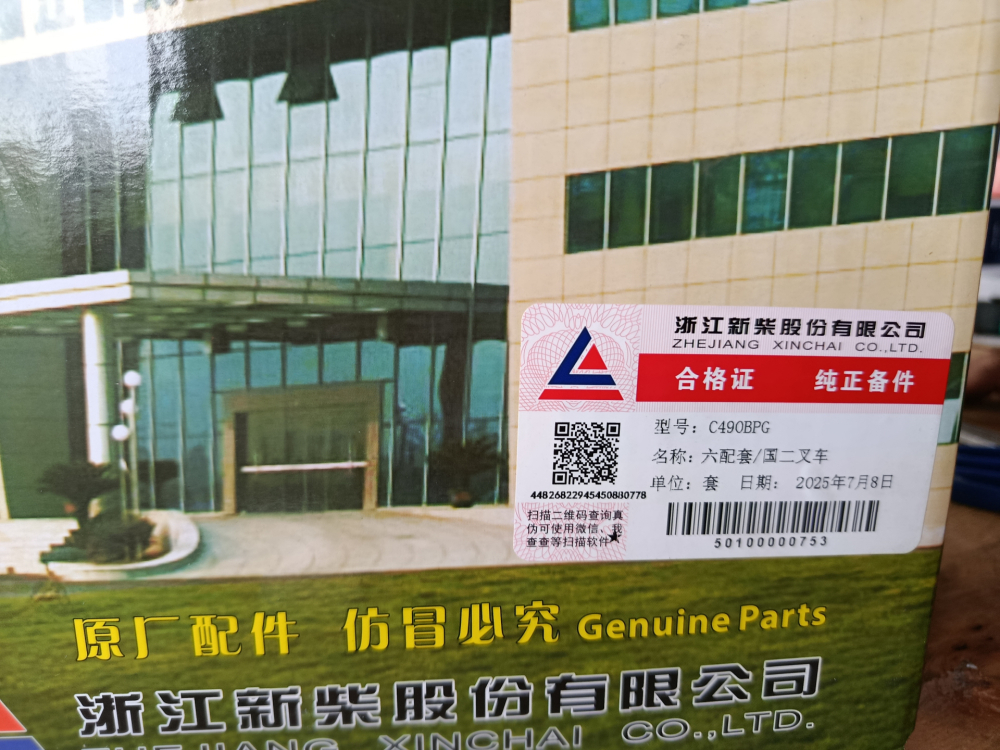 浙江新柴股份有限公司
ZHEJIANG XINCHAI CO.,LTD.
合格证 纯正备件
型号: C490BPG
名称: 六配套/国二叉车
单位: 套 日期: 2025年7月8日
4482682294545088​0778
扫描二维码查询真
伪可使用微信、我
查查等扫描软件★
50100000753
原厂配件 仿冒必究 Genuine Parts
浙江新柴股份有限公司
ZHEJIANG XINCHAI CO.,LTD.